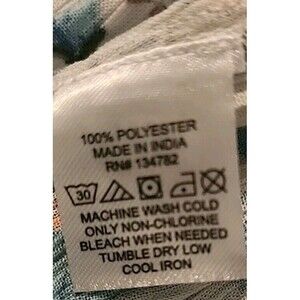 100% POLYESTER
MADE IN INDIA
RN# 134782
30
MACHINE WASH COLD
ONLY NON-CHLORINE
BLEACH WHEN NEEDED
TUMBLE DRY LOW
COOL IRON